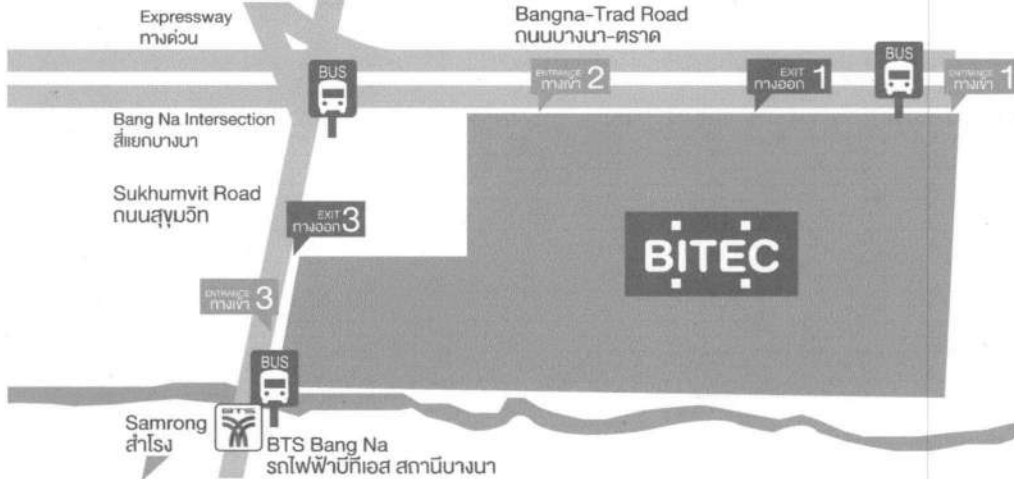 Expressway
ทางด่วน
Bangna-Trad Road
ถนนบางนา-ตราด
BUS
BUS
ENTRANCE
ทางเข้า 2
EXIT
ทางออก 1
ENTRANCE
ทางเข้า 1
Bang Na Intersection
สี่แยกบางนา
Sukhumvit Road
ถนนสุขุมวิท
EXIT
ทางออก 3
BITEC
ENTRANCE
ทางเข้า 3
BUS
BTS
Samrong
สำโรง
BTS Bang Na
รถไฟฟ้าบีทีเอส สถานีบางนา